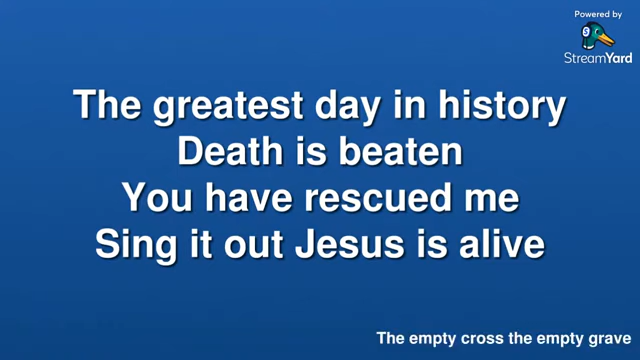 Powered by
StreamYard
The greatest day in history
Death is beaten
You have rescued me
Sing it out Jesus is alive
The empty cross the empty grave